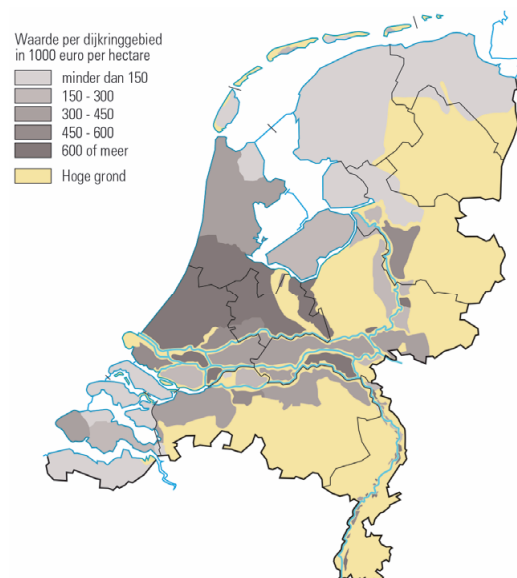 Waarde per dijkringgebied
in 1000 euro per hectare
minder dan 150
150 - 300
300 - 450
450 - 600
600 of meer
Hoge grond